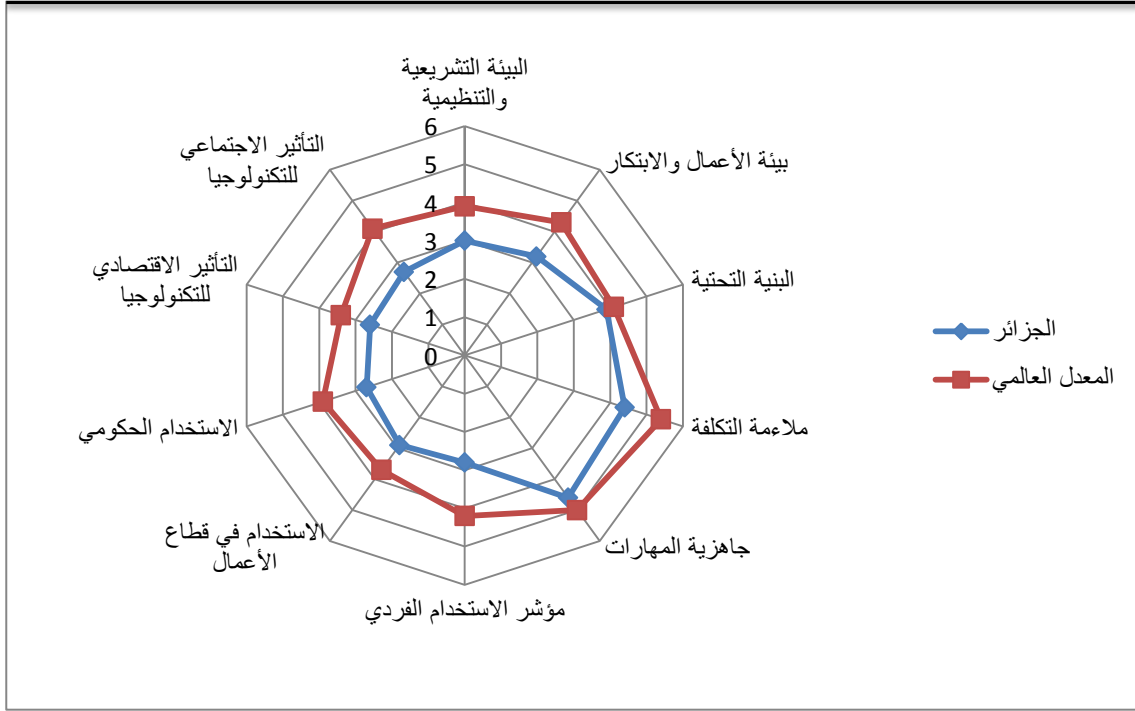 البيئة التشريعية
والتنظيمية
بيئة الأعمال والابتكار
البنية التحتية
ملاءمة التكلفة
جاهزية المهارات
مؤشر الاستخدام الفردي
الاستخدام في قطاع
الأعمال
الاستخدام الحكومي
التأثير الاقتصادي
للتكنولوجيا
التأثير الاجتماعي
للتكنولوجيا
6
5
4
3
2
1
0
الجزائر
المعدل العالمي